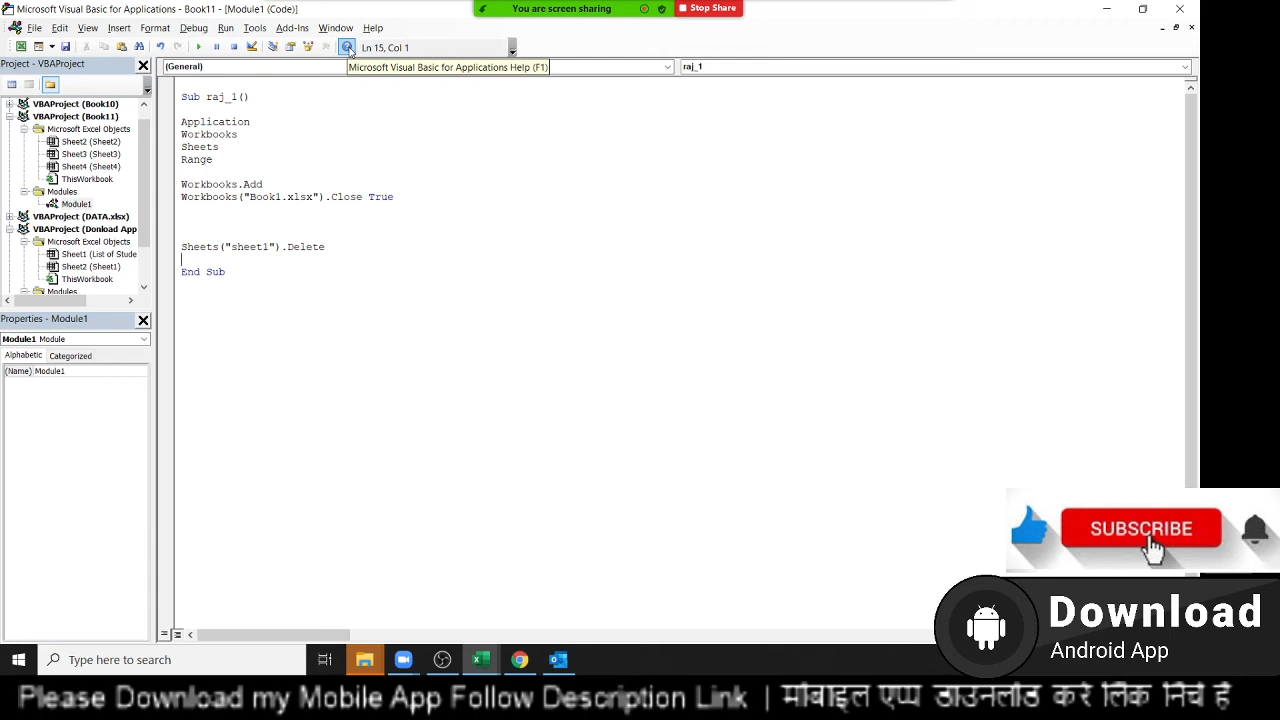 Microsoft Visual Basic for Applications - Book11 - [Module1 (Code)]
You are screen sharing
Stop Share
File Edit View Insert Format Debug Run Tools Add-Ins Window Help
Ln 15, Col 1
Project - VBAProject
(General)
raj_1
Microsoft Visual Basic for Applications Help (F1)
VBAProject (Book10)
VBAProject (Book11)
Microsoft Excel Objects
Sheet2 (Sheet2)
Sheet3 (Sheet3)
Sheet4 (Sheet4)
ThisWorkbook
Modules
Module1
VBAProject (DATA.xlsx)
VBAProject (Donload App
Microsoft Excel Objects
Sheet1 (List of Stude
Sheet2 (Sheet1)
ThisWorkbook
Modules
Properties - Module1
Module1 Module
Alphabetic Categorized
(Name) Module1
Sub raj_1()
Application
Workbooks
Sheets
Range
Workbooks.Add
Workbooks("Book1.xlsx").Close True
Sheets("sheet1").Delete
End Sub
SUBSCRIBE
Download
Android App
Type here to search
Please Download my Mobile App Follow Description Link | मोबाइल एप्प डाउनलोड करे लिंक निचे है